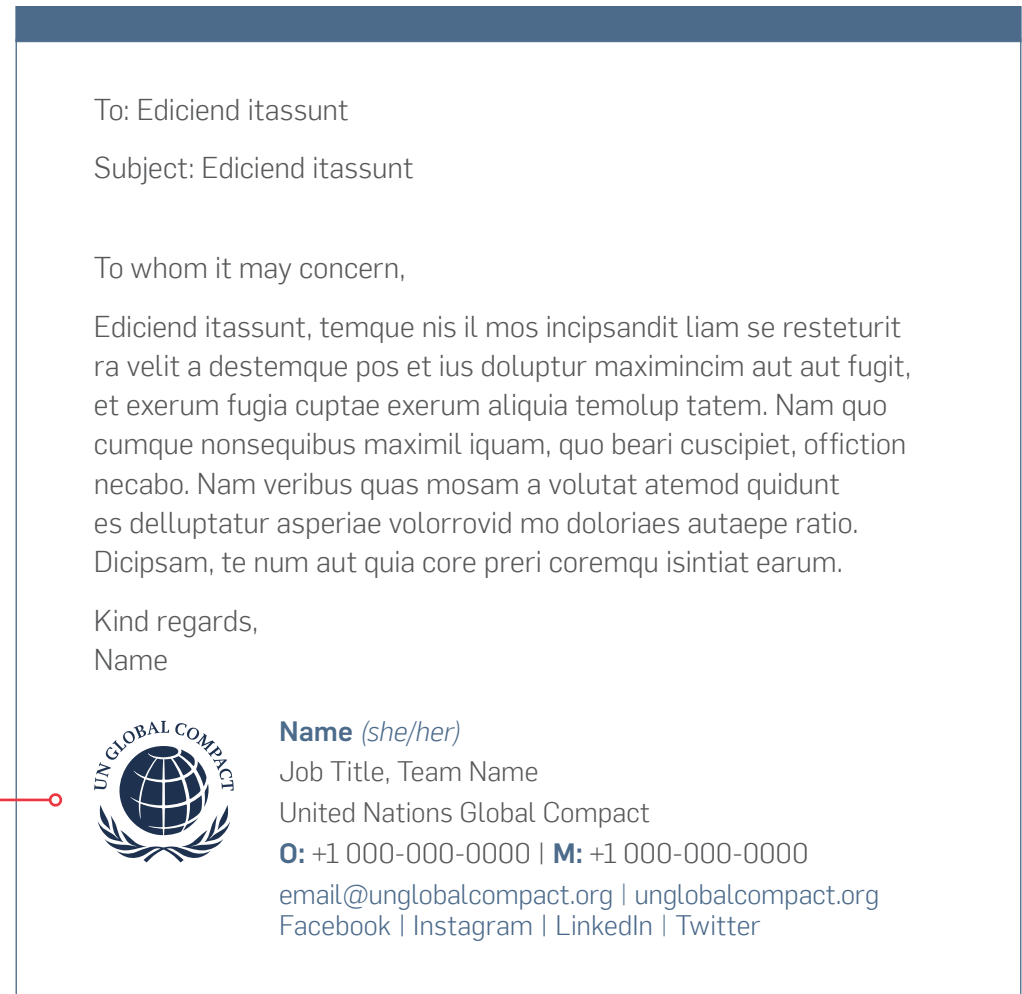 To: Ediciend itassunt
Subject: Ediciend itassunt
To whom it may concern,
Ediciend itassunt, temque nis il mos incipsandit liam se resteturit
ra velit a destemque pos et ius doluptur maximincim aut aut fugit,
et exerum fugia cuptae exerum aliquia temolup tatem. Nam quo
cumque nonsequibus maximil iquam, quo beari cuscipiet, offiction
necabo. Nam veribus quas mosam a volutat atemod quidunt
es delluptatur asperiae volorrovid mo doloriaes autaepe ratio.
Dicipsam, te num aut quia core preri coremqu isintiat earum.
Kind regards,
Name
UN GLOBAL COMPACT
Name (she/her)
Job Title, Team Name
United Nations Global Compact
O: +1 000-000-0000 | M: +1 000-000-0000
email@unglobalcompact.org | unglobalcompact.org
Facebook | Instagram | LinkedIn | Twitter